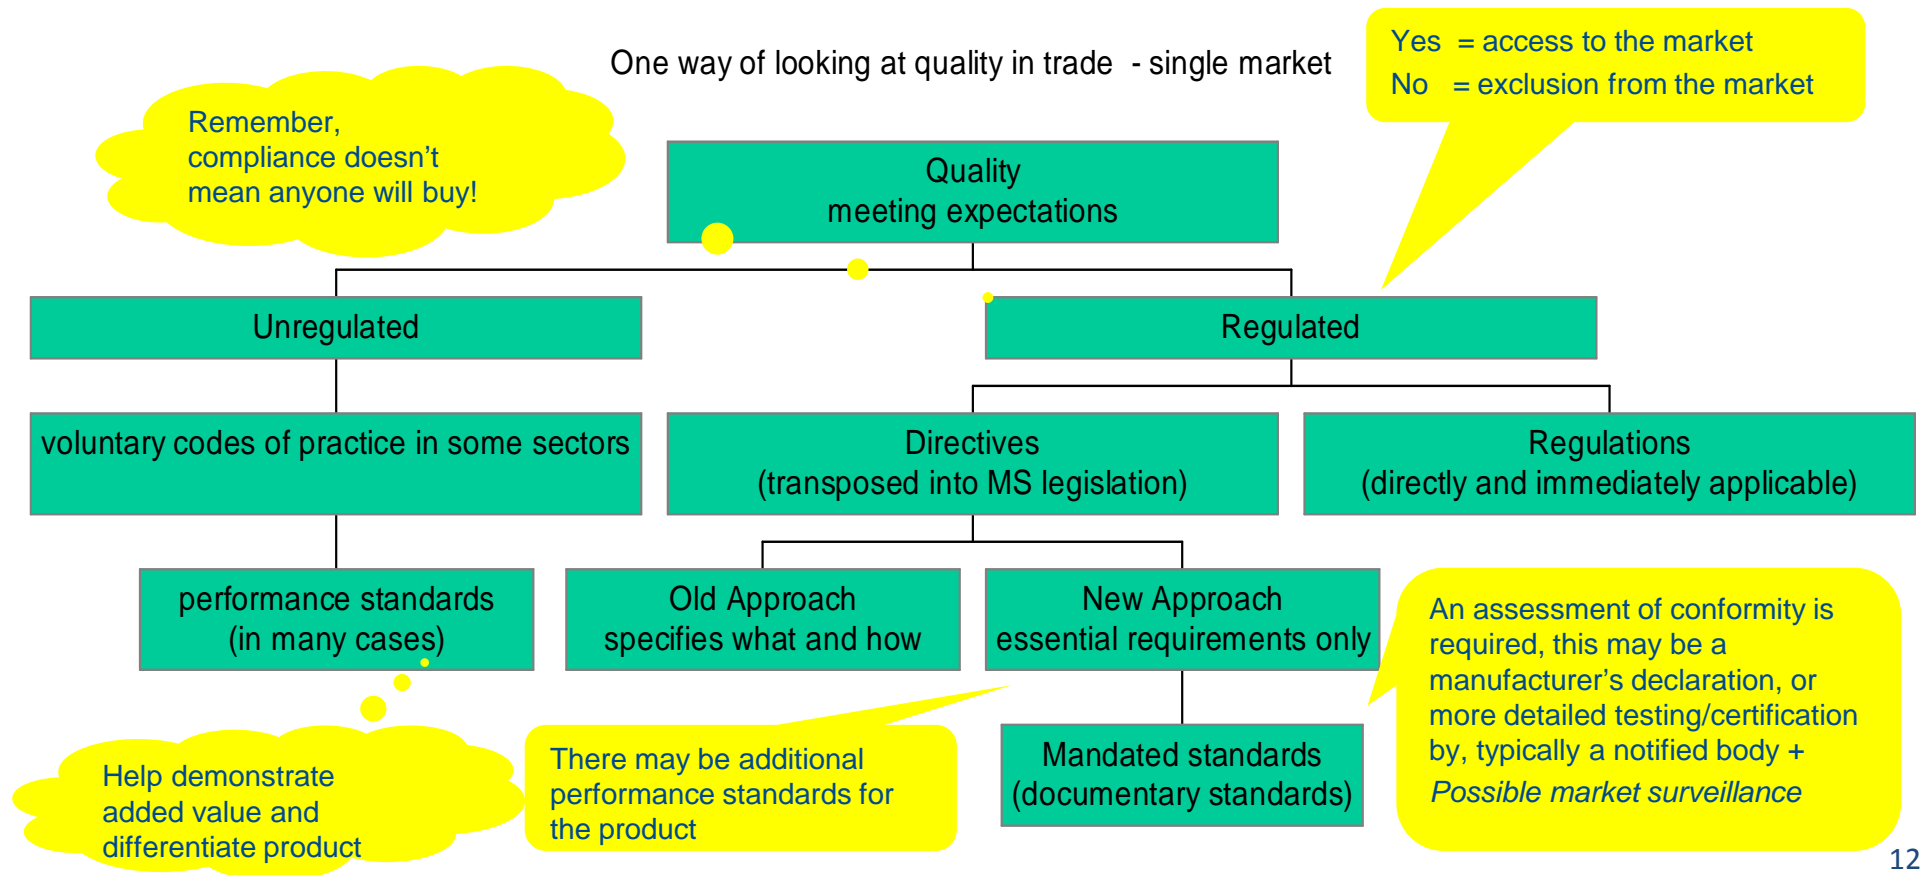 One way of looking at quality in trade  - single market
Yes  = access to the market
No   = exclusion from the market
Remember,
compliance doesn’t
mean anyone will buy!
Quality
meeting expectations
Unregulated
Regulated
voluntary codes of practice in some sectors
Directives
(transposed into MS legislation)
Regulations
(directly and immediately applicable)
performance standards
(in many cases)
Old Approach
specifies what and how
New Approach
essential requirements only
An assessment of conformity is
required, this may be a
manufacturer’s declaration, or
more detailed testing/certification
by, typically a notified body +
Possible market surveillance
Help demonstrate
added value and
differentiate product
There may be additional
performance standards for
the product
Mandated standards
(documentary standards)
12